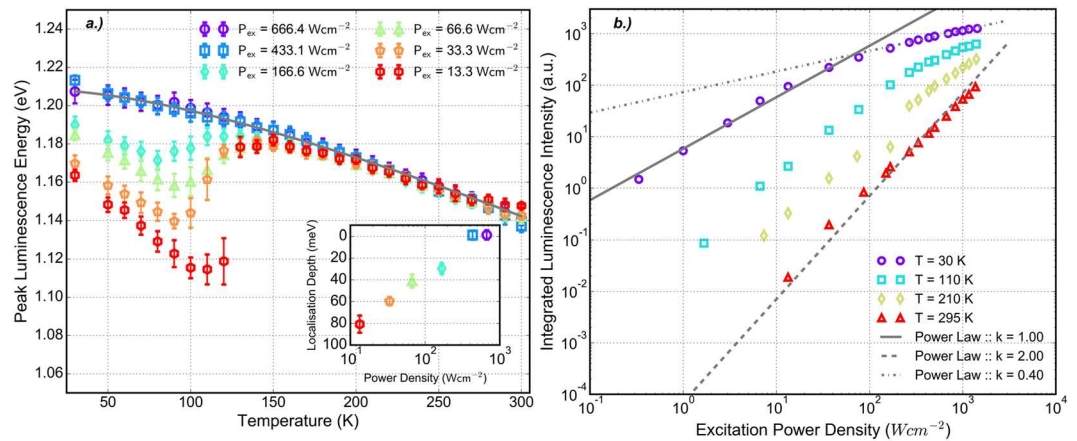 a.)
P_ex = 666.4 Wcm⁻²
P_ex = 433.1 Wcm⁻²
P_ex = 166.6 Wcm⁻²
P_ex = 66.6 Wcm⁻²
P_ex = 33.3 Wcm⁻²
P_ex = 13.3 Wcm⁻²
Peak Luminescence Energy (eV)
1.24
1.22
1.20
1.18
1.16
1.14
1.12
1.10
1.08
1.06
50
100
150
200
250
300
Temperature (K)
Localisation Depth (meV)
0
20
40
60
80
100
10¹
10²
10³
Power Density (Wcm⁻²)
b.)
Integrated Luminescence Intensity (a.u.)
10³
10²
10¹
10⁰
10⁻¹
10⁻²
10⁻³
10⁻⁴
T = 30 K
T = 110 K
T = 210 K
T = 295 K
Power Law :: k = 1.00
Power Law :: k = 2.00
Power Law :: k = 0.40
10⁻¹
10⁰
10¹
10²
10³
10⁴
Excitation Power Density (Wcm⁻²)